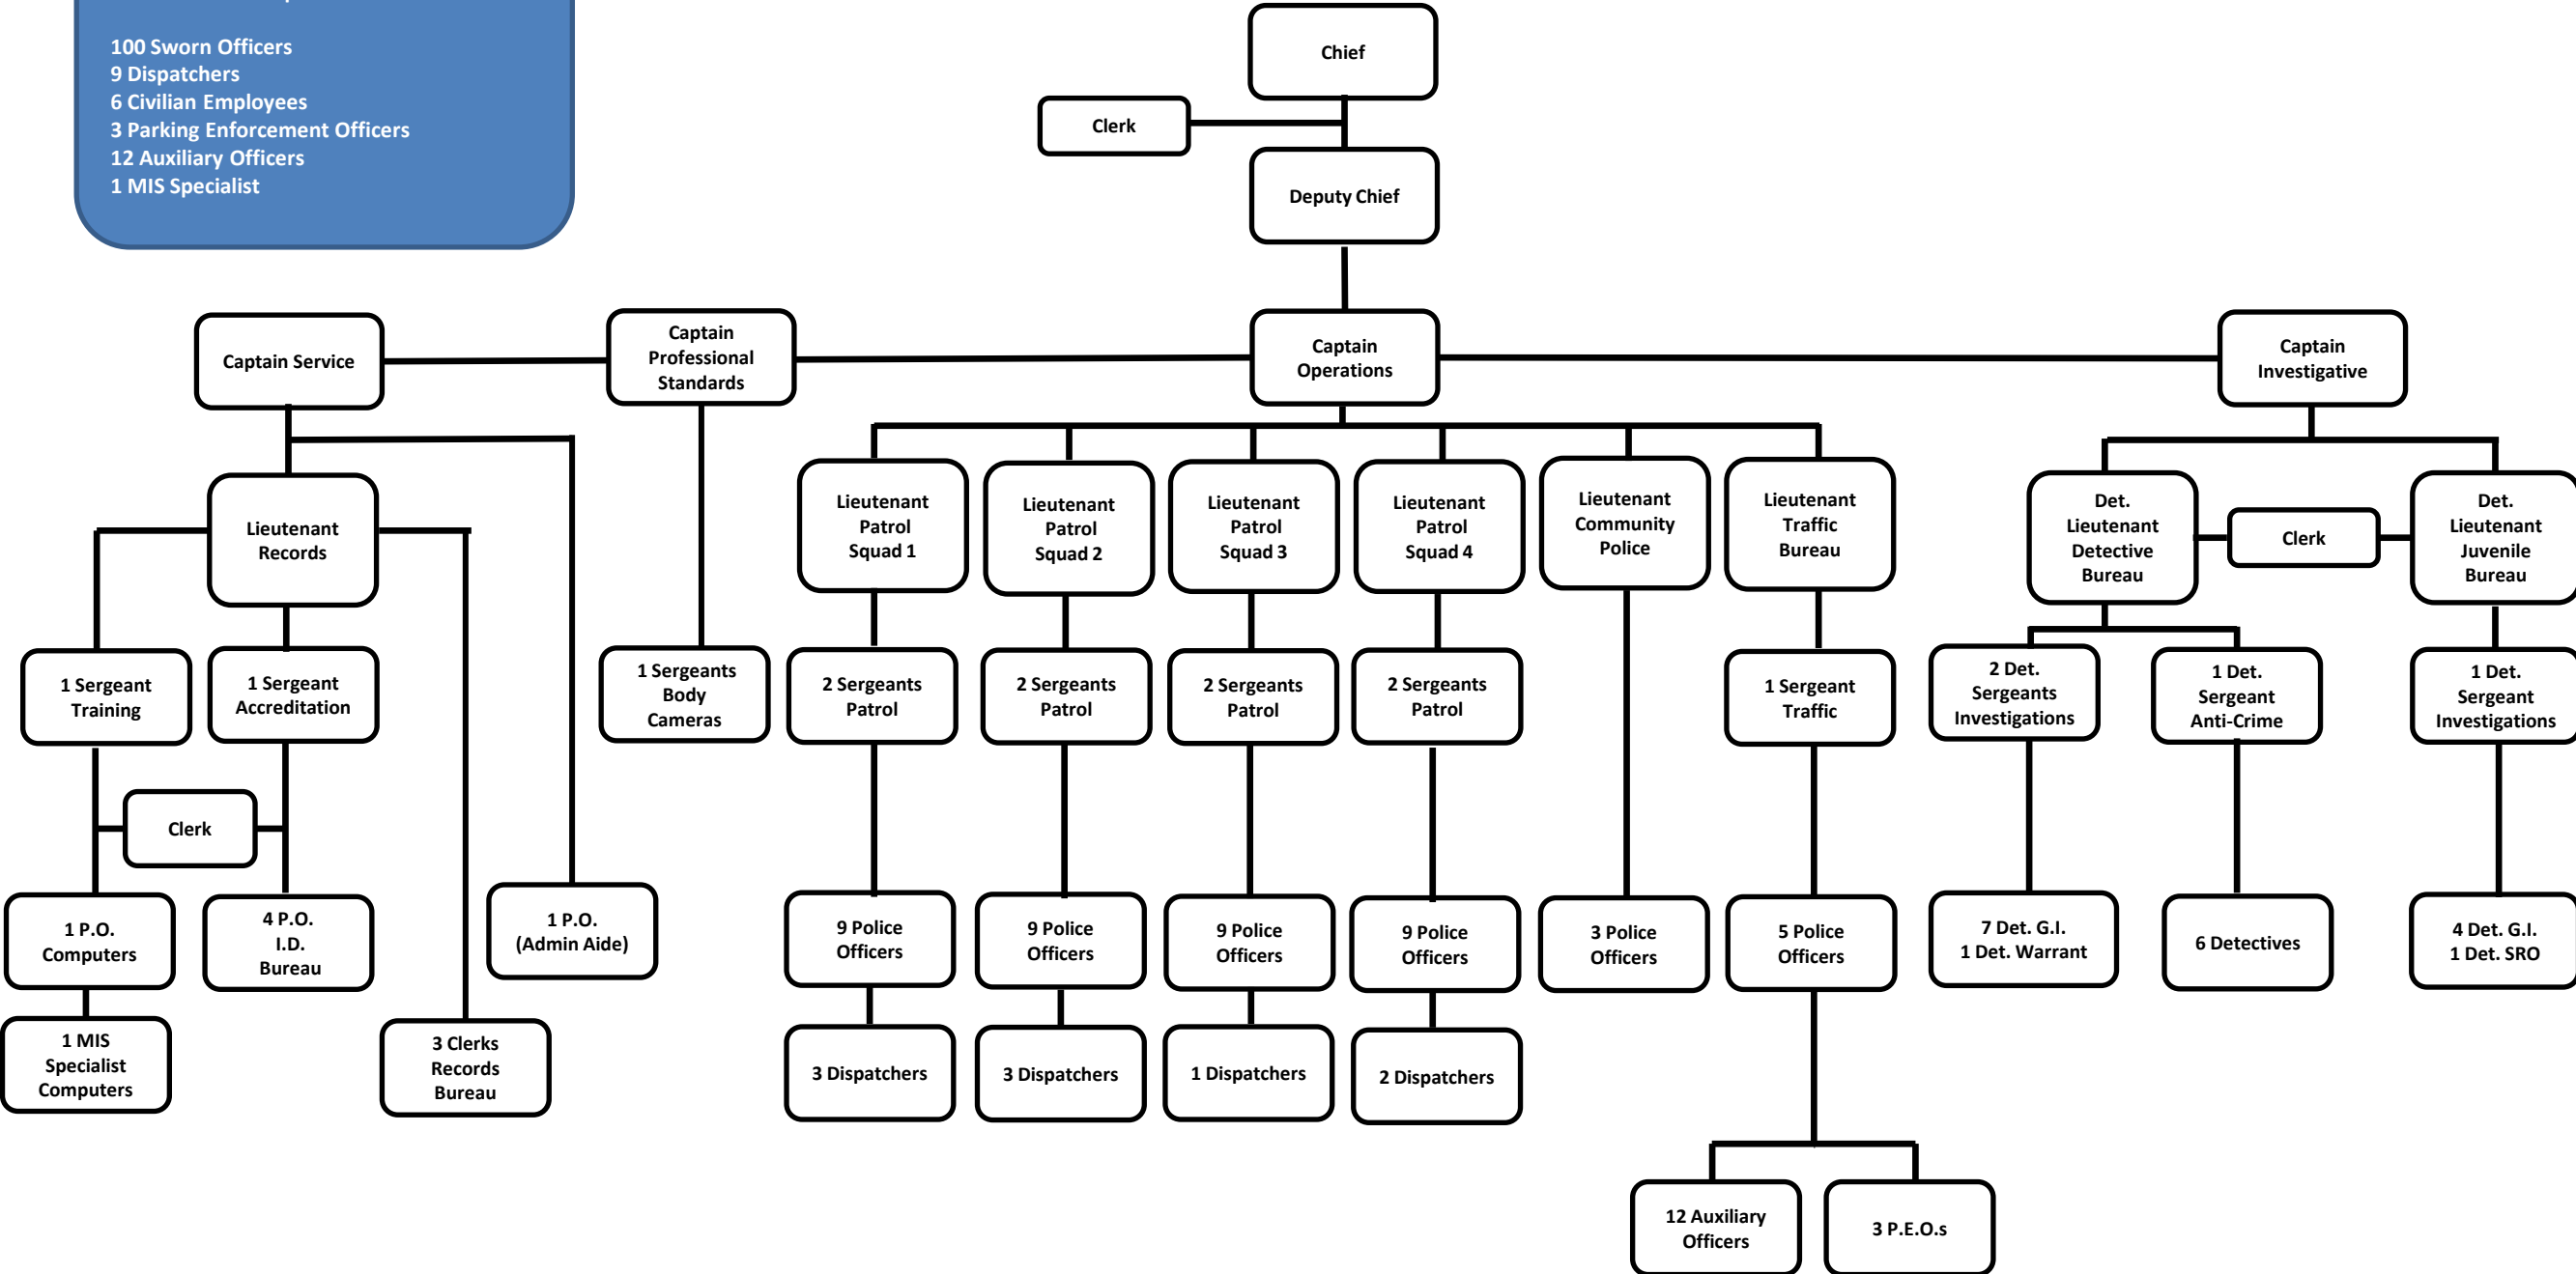 100 Sworn Officers
9 Dispatchers
6 Civilian Employees
3 Parking Enforcement Officers
12 Auxiliary Officers
1 MIS Specialist
Chief
Clerk
Deputy Chief
Captain Service
Captain
Professional
Standards
Captain
Operations
Captain
Investigative
Lieutenant
Records
Lieutenant
Patrol
Squad 1
Lieutenant
Patrol
Squad 2
Lieutenant
Patrol
Squad 3
Lieutenant
Patrol
Squad 4
Lieutenant
Community
Police
Lieutenant
Traffic
Bureau
Det.
Lieutenant
Detective
Bureau
Clerk
Det.
Lieutenant
Juvenile
Bureau
1 Sergeant
Training
1 Sergeant
Accreditation
1 Sergeants
Body
Cameras
2 Sergeants
Patrol
2 Sergeants
Patrol
2 Sergeants
Patrol
2 Sergeants
Patrol
1 Sergeant
Traffic
2 Det.
Sergeants
Investigations
1 Det.
Sergeant
Anti-Crime
1 Det.
Sergeant
Investigations
Clerk
1 P.O.
Computers
4 P.O.
I.D.
Bureau
1 P.O.
(Admin Aide)
9 Police
Officers
9 Police
Officers
9 Police
Officers
9 Police
Officers
3 Police
Officers
5 Police
Officers
7 Det. G.I.
1 Det. Warrant
6 Detectives
4 Det. G.I.
1 Det. SRO
1 MIS
Specialist
Computers
3 Clerks
Records
Bureau
3 Dispatchers
3 Dispatchers
1 Dispatchers
2 Dispatchers
12 Auxiliary
Officers
3 P.E.O.s